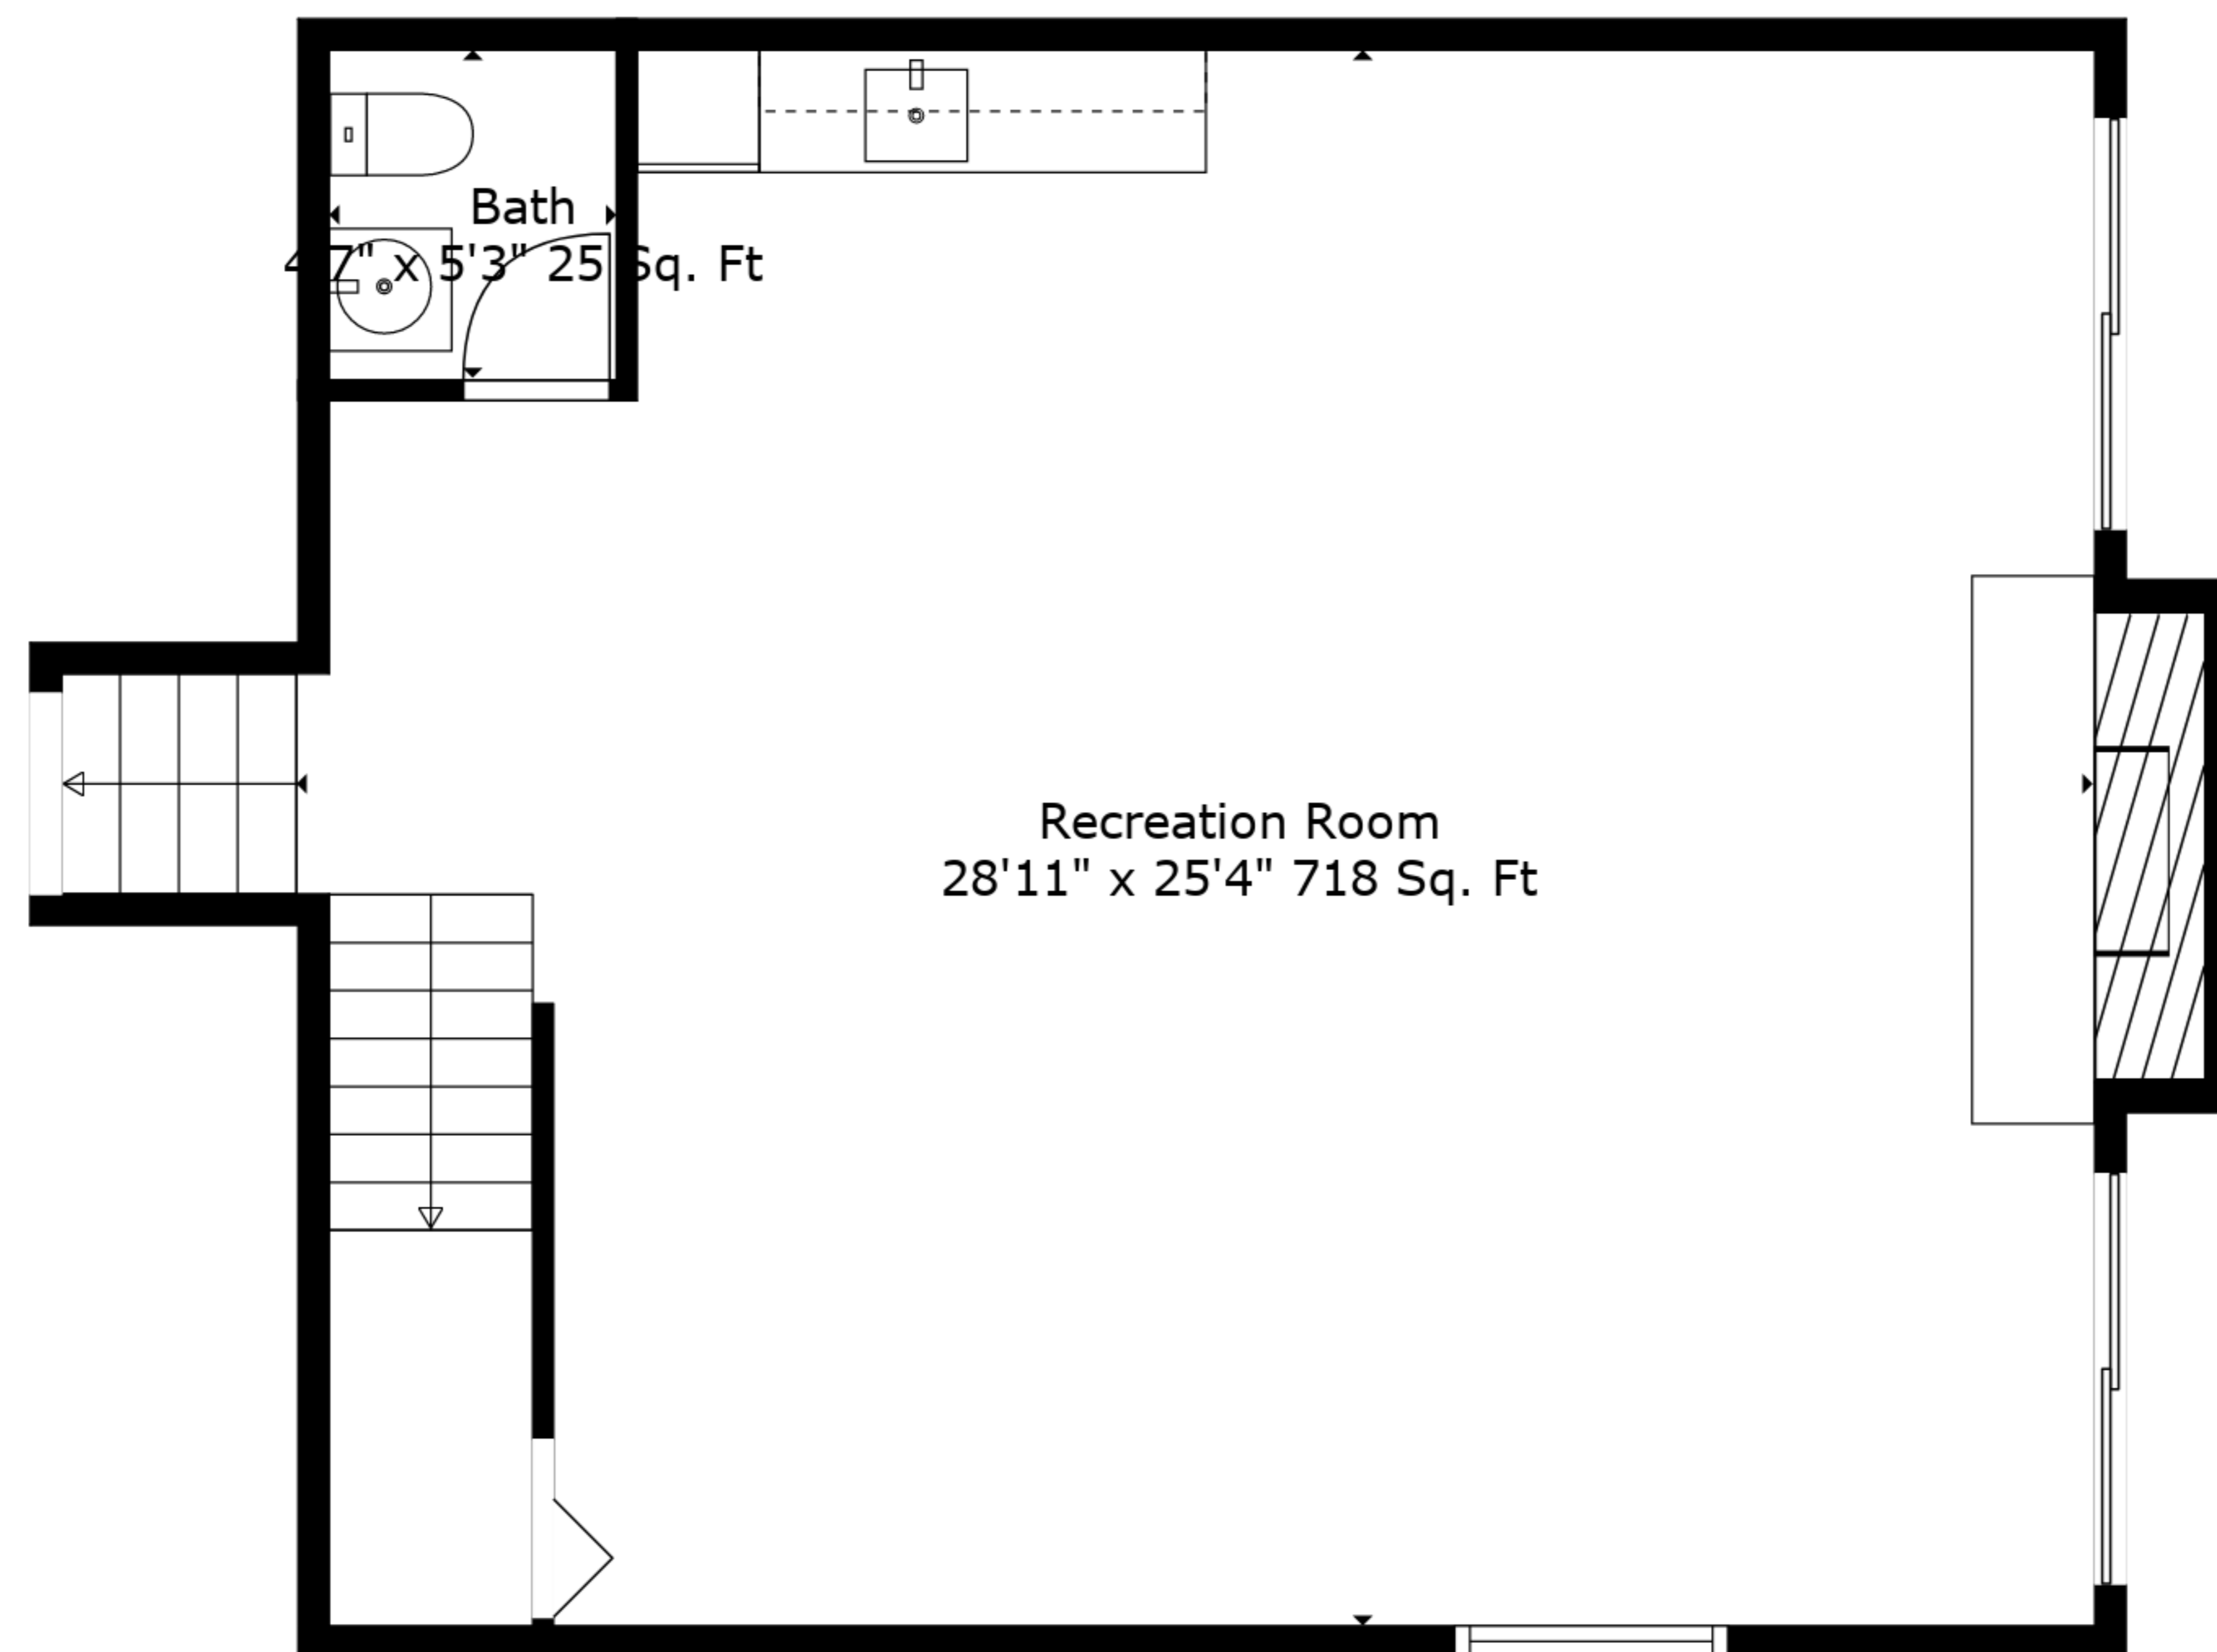 Bath
4'7" x 5'3" 25 Sq. Ft
Recreation Room
28'11" x 25'4" 718 Sq. Ft